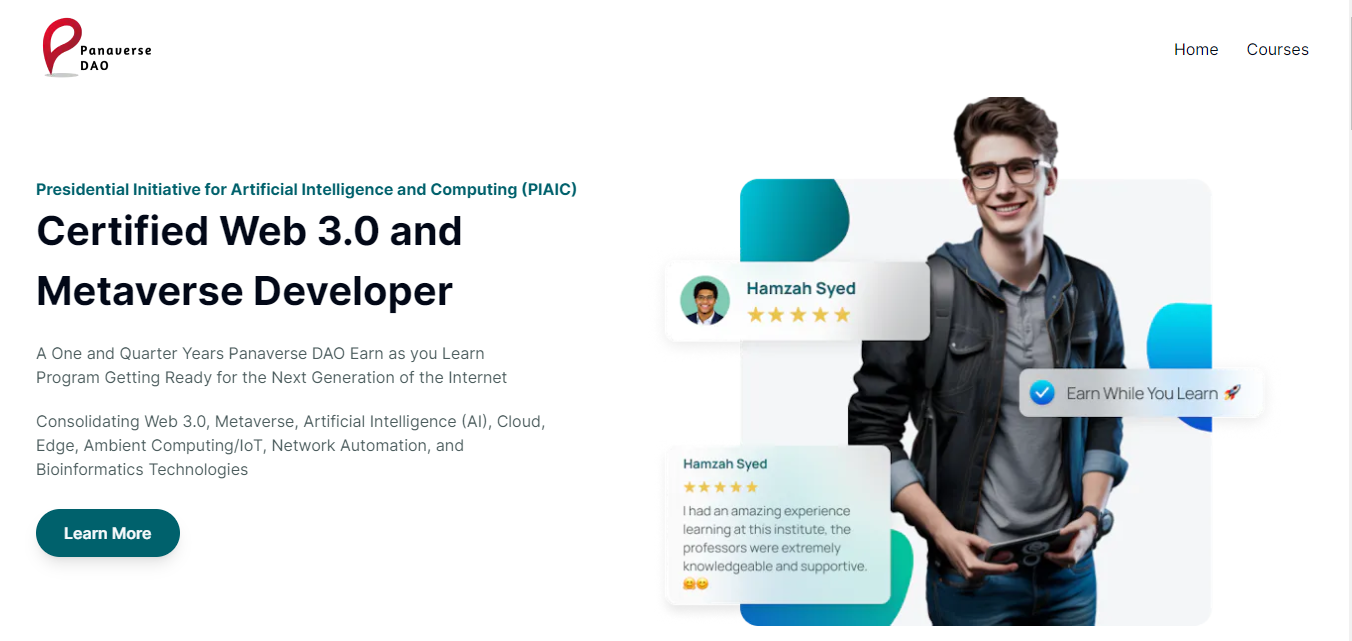 Panaverse
DAO
Home
Courses
Presidential Initiative for Artificial Intelligence and Computing (PIAIC)
Certified Web 3.0 and
Metaverse Developer
A One and Quarter Years Panaverse DAO Earn as you Learn
Program Getting Ready for the Next Generation of the Internet
Consolidating Web 3.0, Metaverse, Artificial Intelligence (AI), Cloud,
Edge, Ambient Computing/IoT, Network Automation, and
Bioinformatics Technologies
Learn More
Hamzah Syed
Earn While You Learn 🚀
Hamzah Syed
I had an amazing experience
learning at this institute, the
professors were extremely
knowledgeable and supportive.
🤗😊